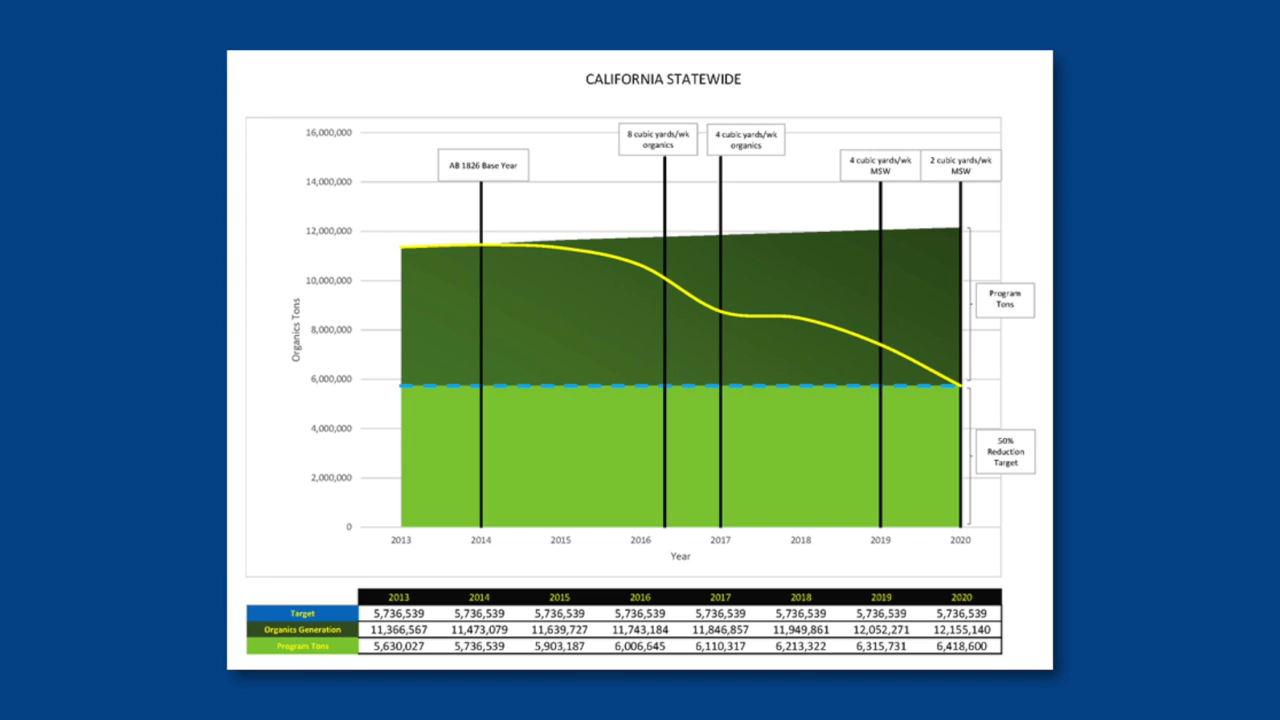 CALIFORNIA STATEWIDE
16,000,000
14,000,000
12,000,000
10,000,000
8,000,000
6,000,000
4,000,000
2,000,000
0
Organics Tons
AB 1826 Base Year
8 cubic yards/wk
organics
4 cubic yards/wk
organics
4 cubic yards/wk
MSW
2 cubic yards/wk
MSW
Program
Tons
50%
Reduction
Target
2013 2014 2015 2016 2017 2018 2019 2020
Year
2013 2014 2015 2016 2017 2018 2019 2020
Target 5,736,539 5,736,539 5,736,539 5,736,539 5,736,539 5,736,539 5,736,539 5,736,539
Organics Generation 11,366,567 11,473,079 11,639,727 11,743,184 11,846,857 11,949,861 12,052,271 12,155,140
Program Tons 5,630,027 5,736,539 5,903,187 6,006,645 6,110,317 6,213,322 6,315,731 6,418,600